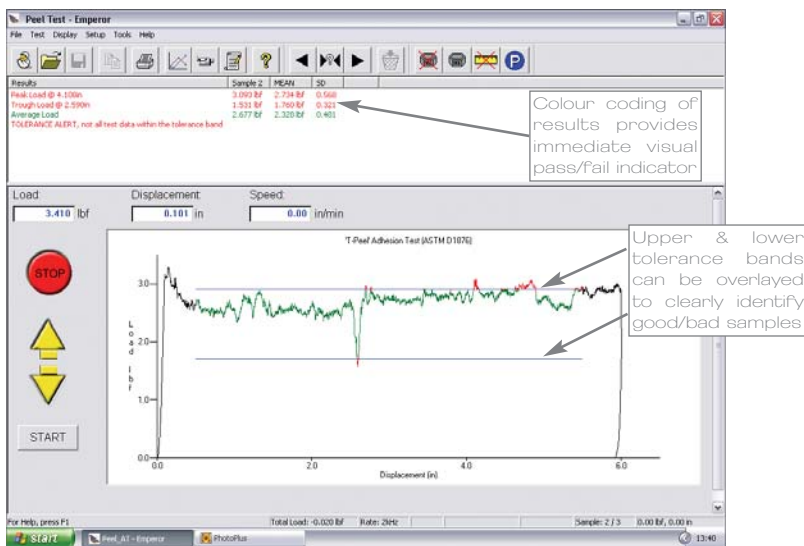 Peel Test - Emperor
File Test Display Setup Tools Help
P
Results Sample 2 MEAN SD
Peak Load @ 4.100in 3.093 lbf 2.734 lbf 0.568
Trough Load @ 2.590in 1.531 lbf 1.760 lbf 0.321
Average Load 2.677 lbf 2.320 lbf 0.481
TOLERANCE ALERT, not all test data within the tolerance band
Colour coding of
results provides
immediate visual
pass/fail indicator
Load: Displacement: Speed:
3.410 lbf 0.101 in 0.00 in/min
'T-Peel' Adhesion Test (ASTM D1876)
Upper & lower
tolerance bands
can be overlayed
to clearly identify
good/bad samples
STOP
START
Load lbf
3.0
2.0
1.0
0.0
0.0 2.0 4.0 6.0
Displacement (in)
For Help, press F1 Total Load: -0.020 lbf Rate: 2kHz Sample: 2 / 3 0.00 lbf, 0.00 in
start Peel_AT - Emperor PhotoPlus 13:40